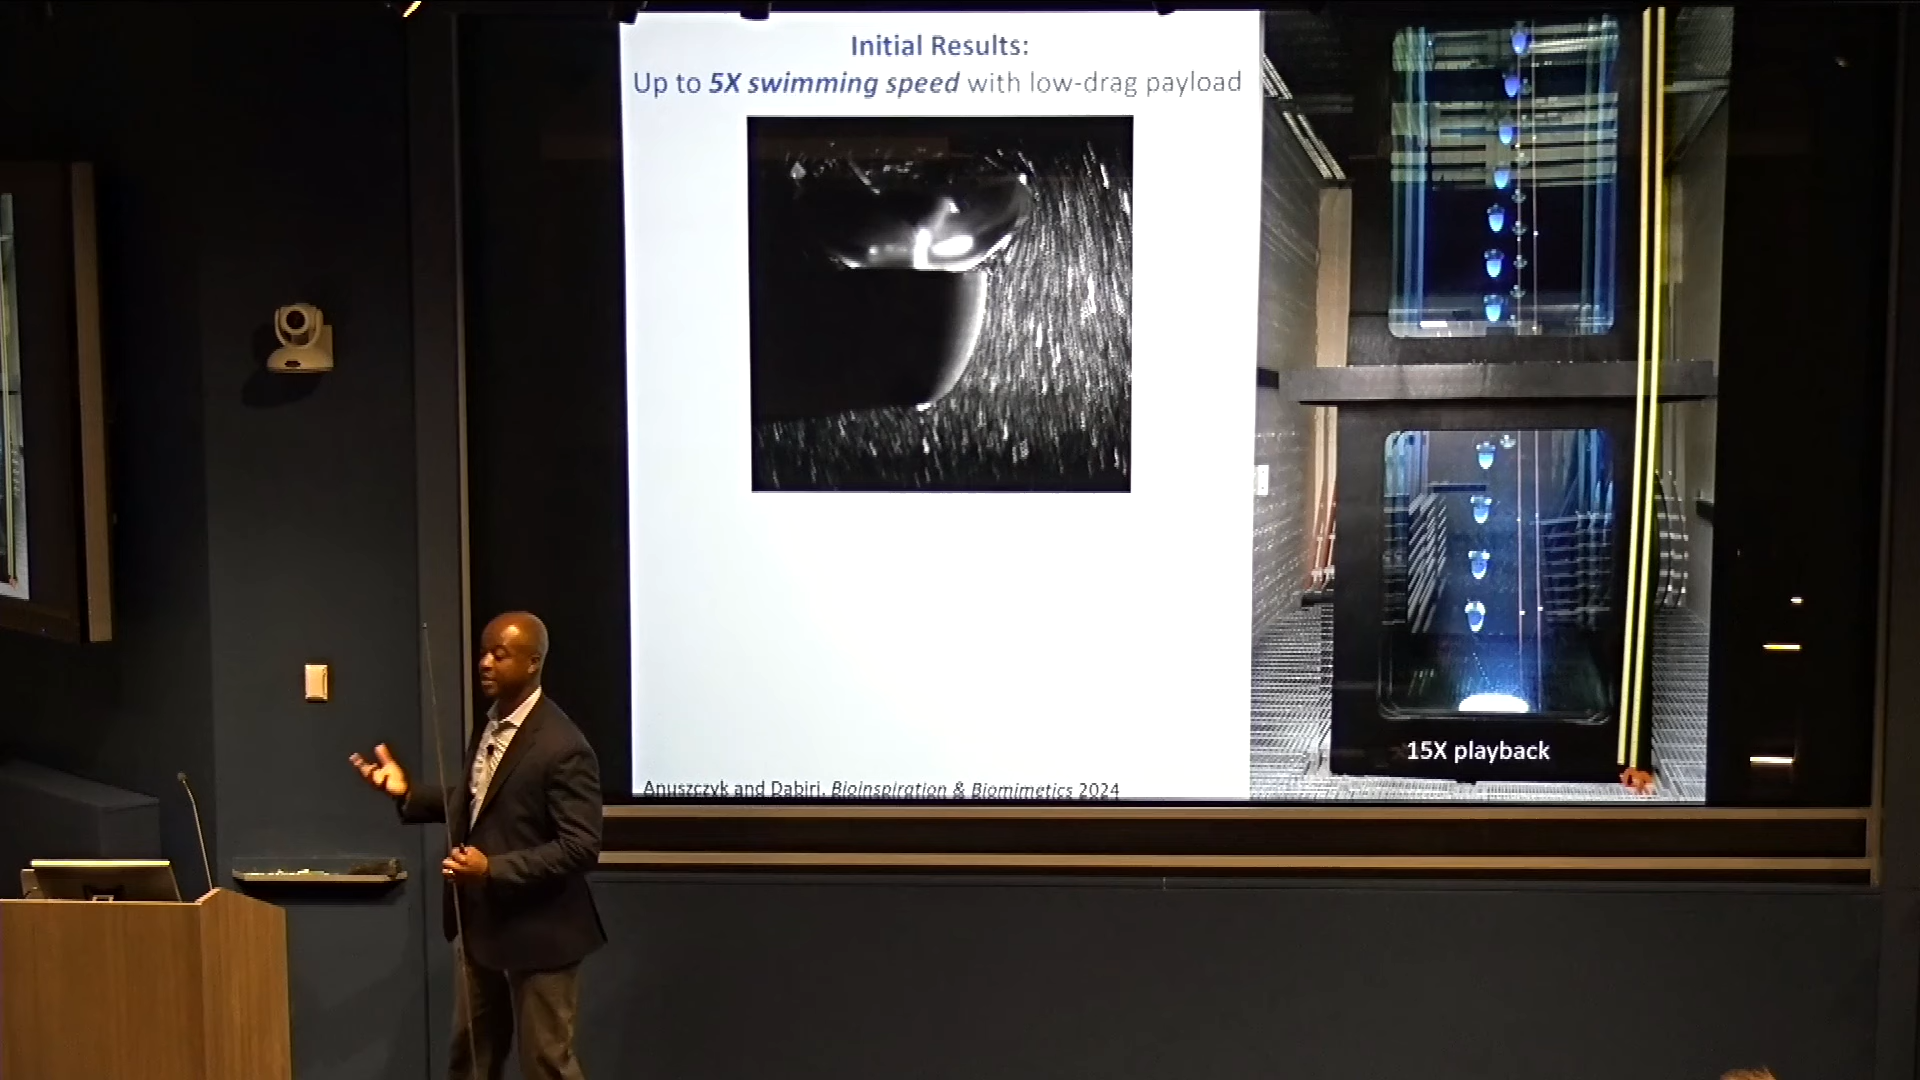 Initial Results:
Up to 5X swimming speed with low-drag payload
15X playback
Anuszczyk and Dabiri, Bioinspiration & Biomimetics 2024